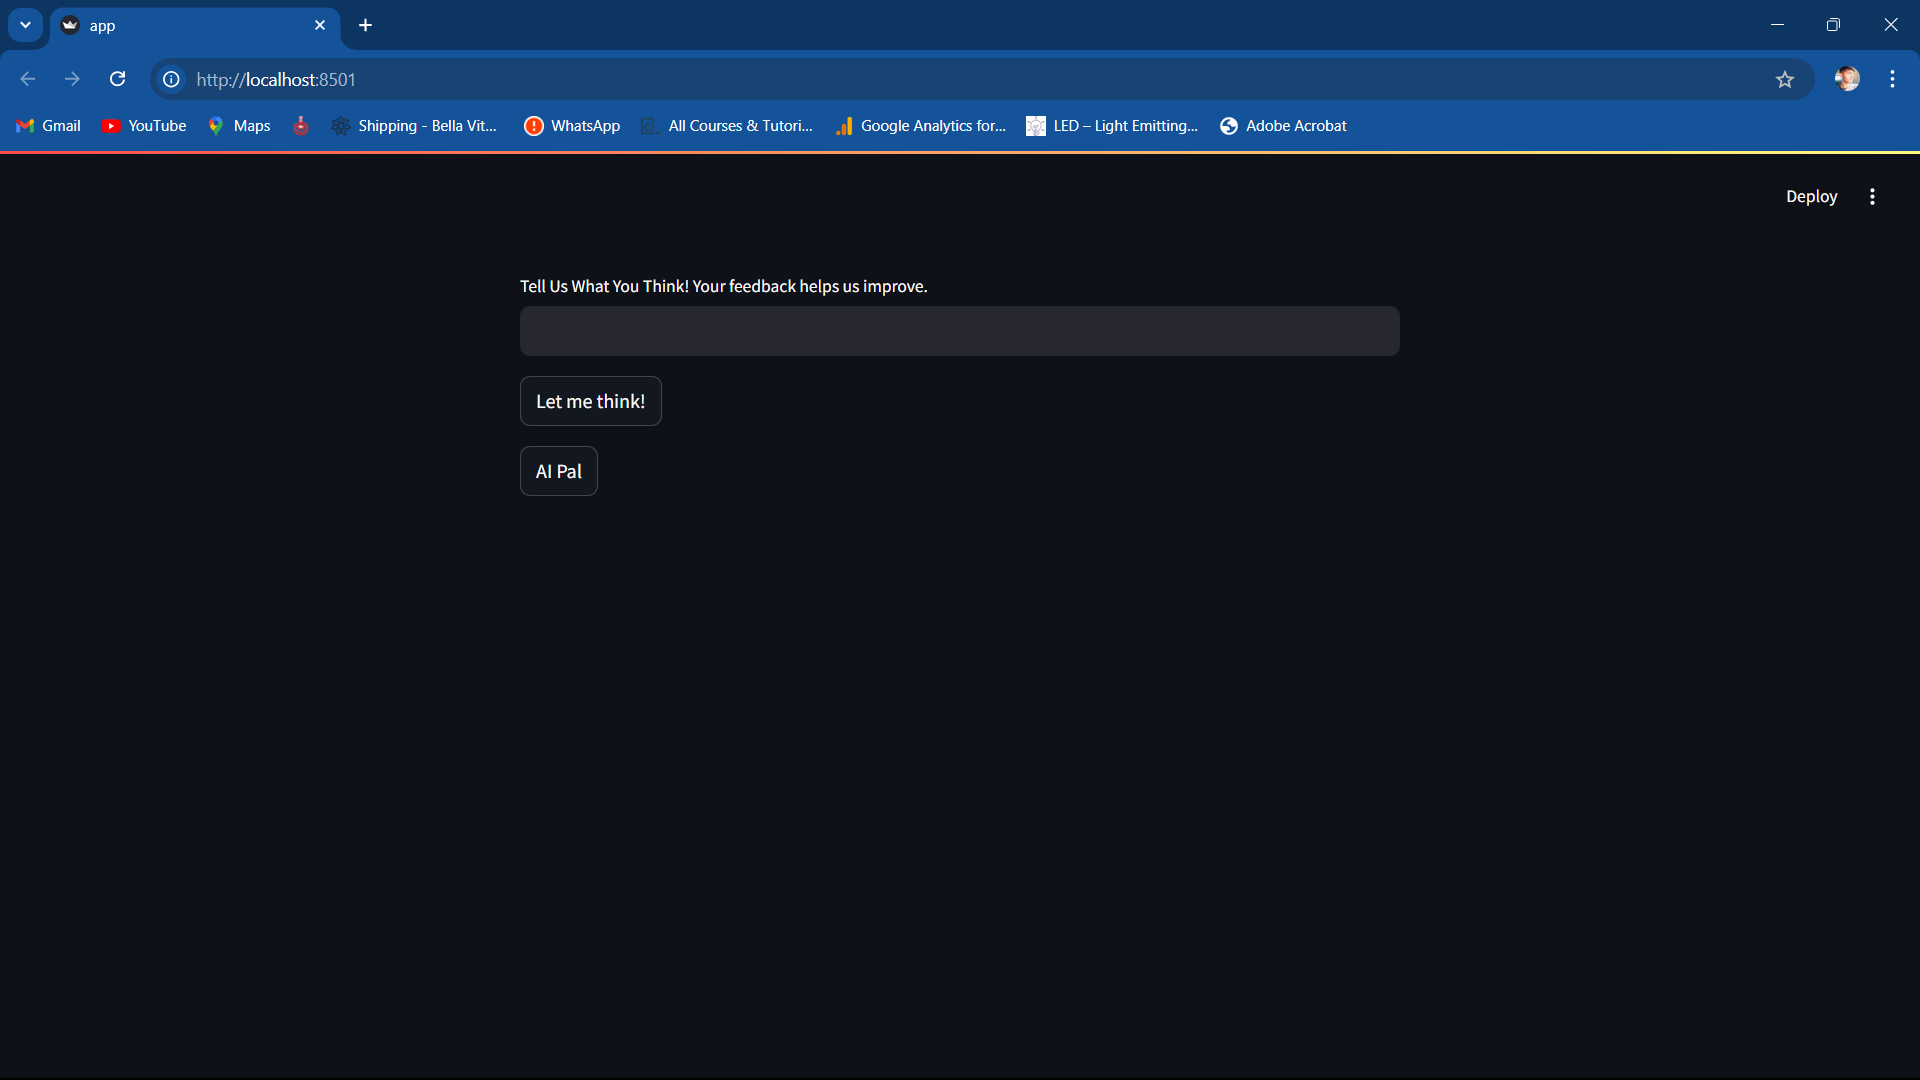 app
http://localhost:8501
Gmail
YouTube
Maps
Shipping - Bella Vit...
WhatsApp
All Courses & Tutori...
Google Analytics for...
LED – Light Emitting...
Adobe Acrobat
Deploy
Tell Us What You Think! Your feedback helps us improve.
Let me think!
AI Pal